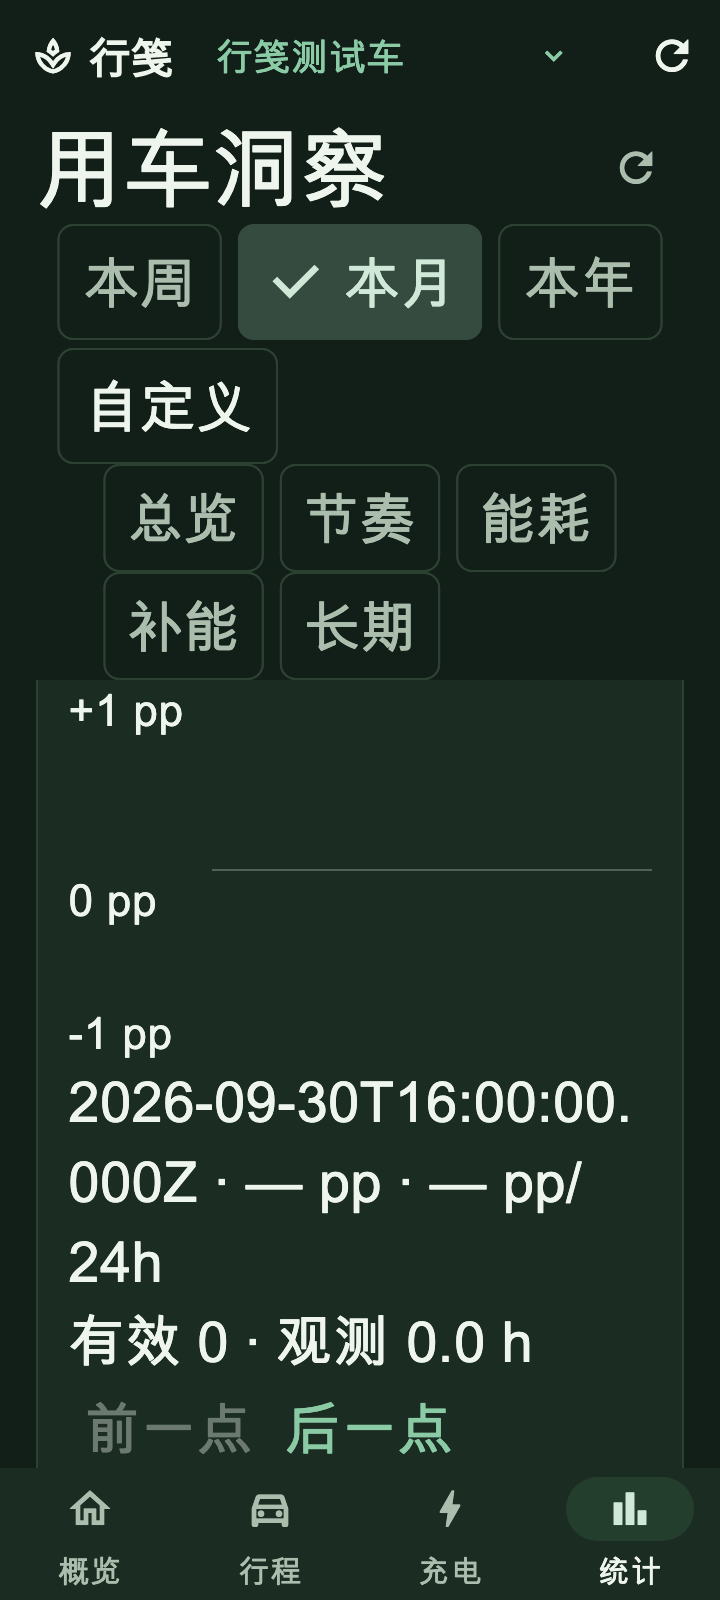 行笺 行笺测试车
用车洞察
本周 本月 本年
自定义
总览 节奏 能耗
补能 长期
+1 pp
0 pp
-1 pp
2026-09-30T16:00:00.
000Z · — pp · — pp/
24h
有效 0 · 观测 0.0 h
前一点 后一点
概览 行程 充电 统计